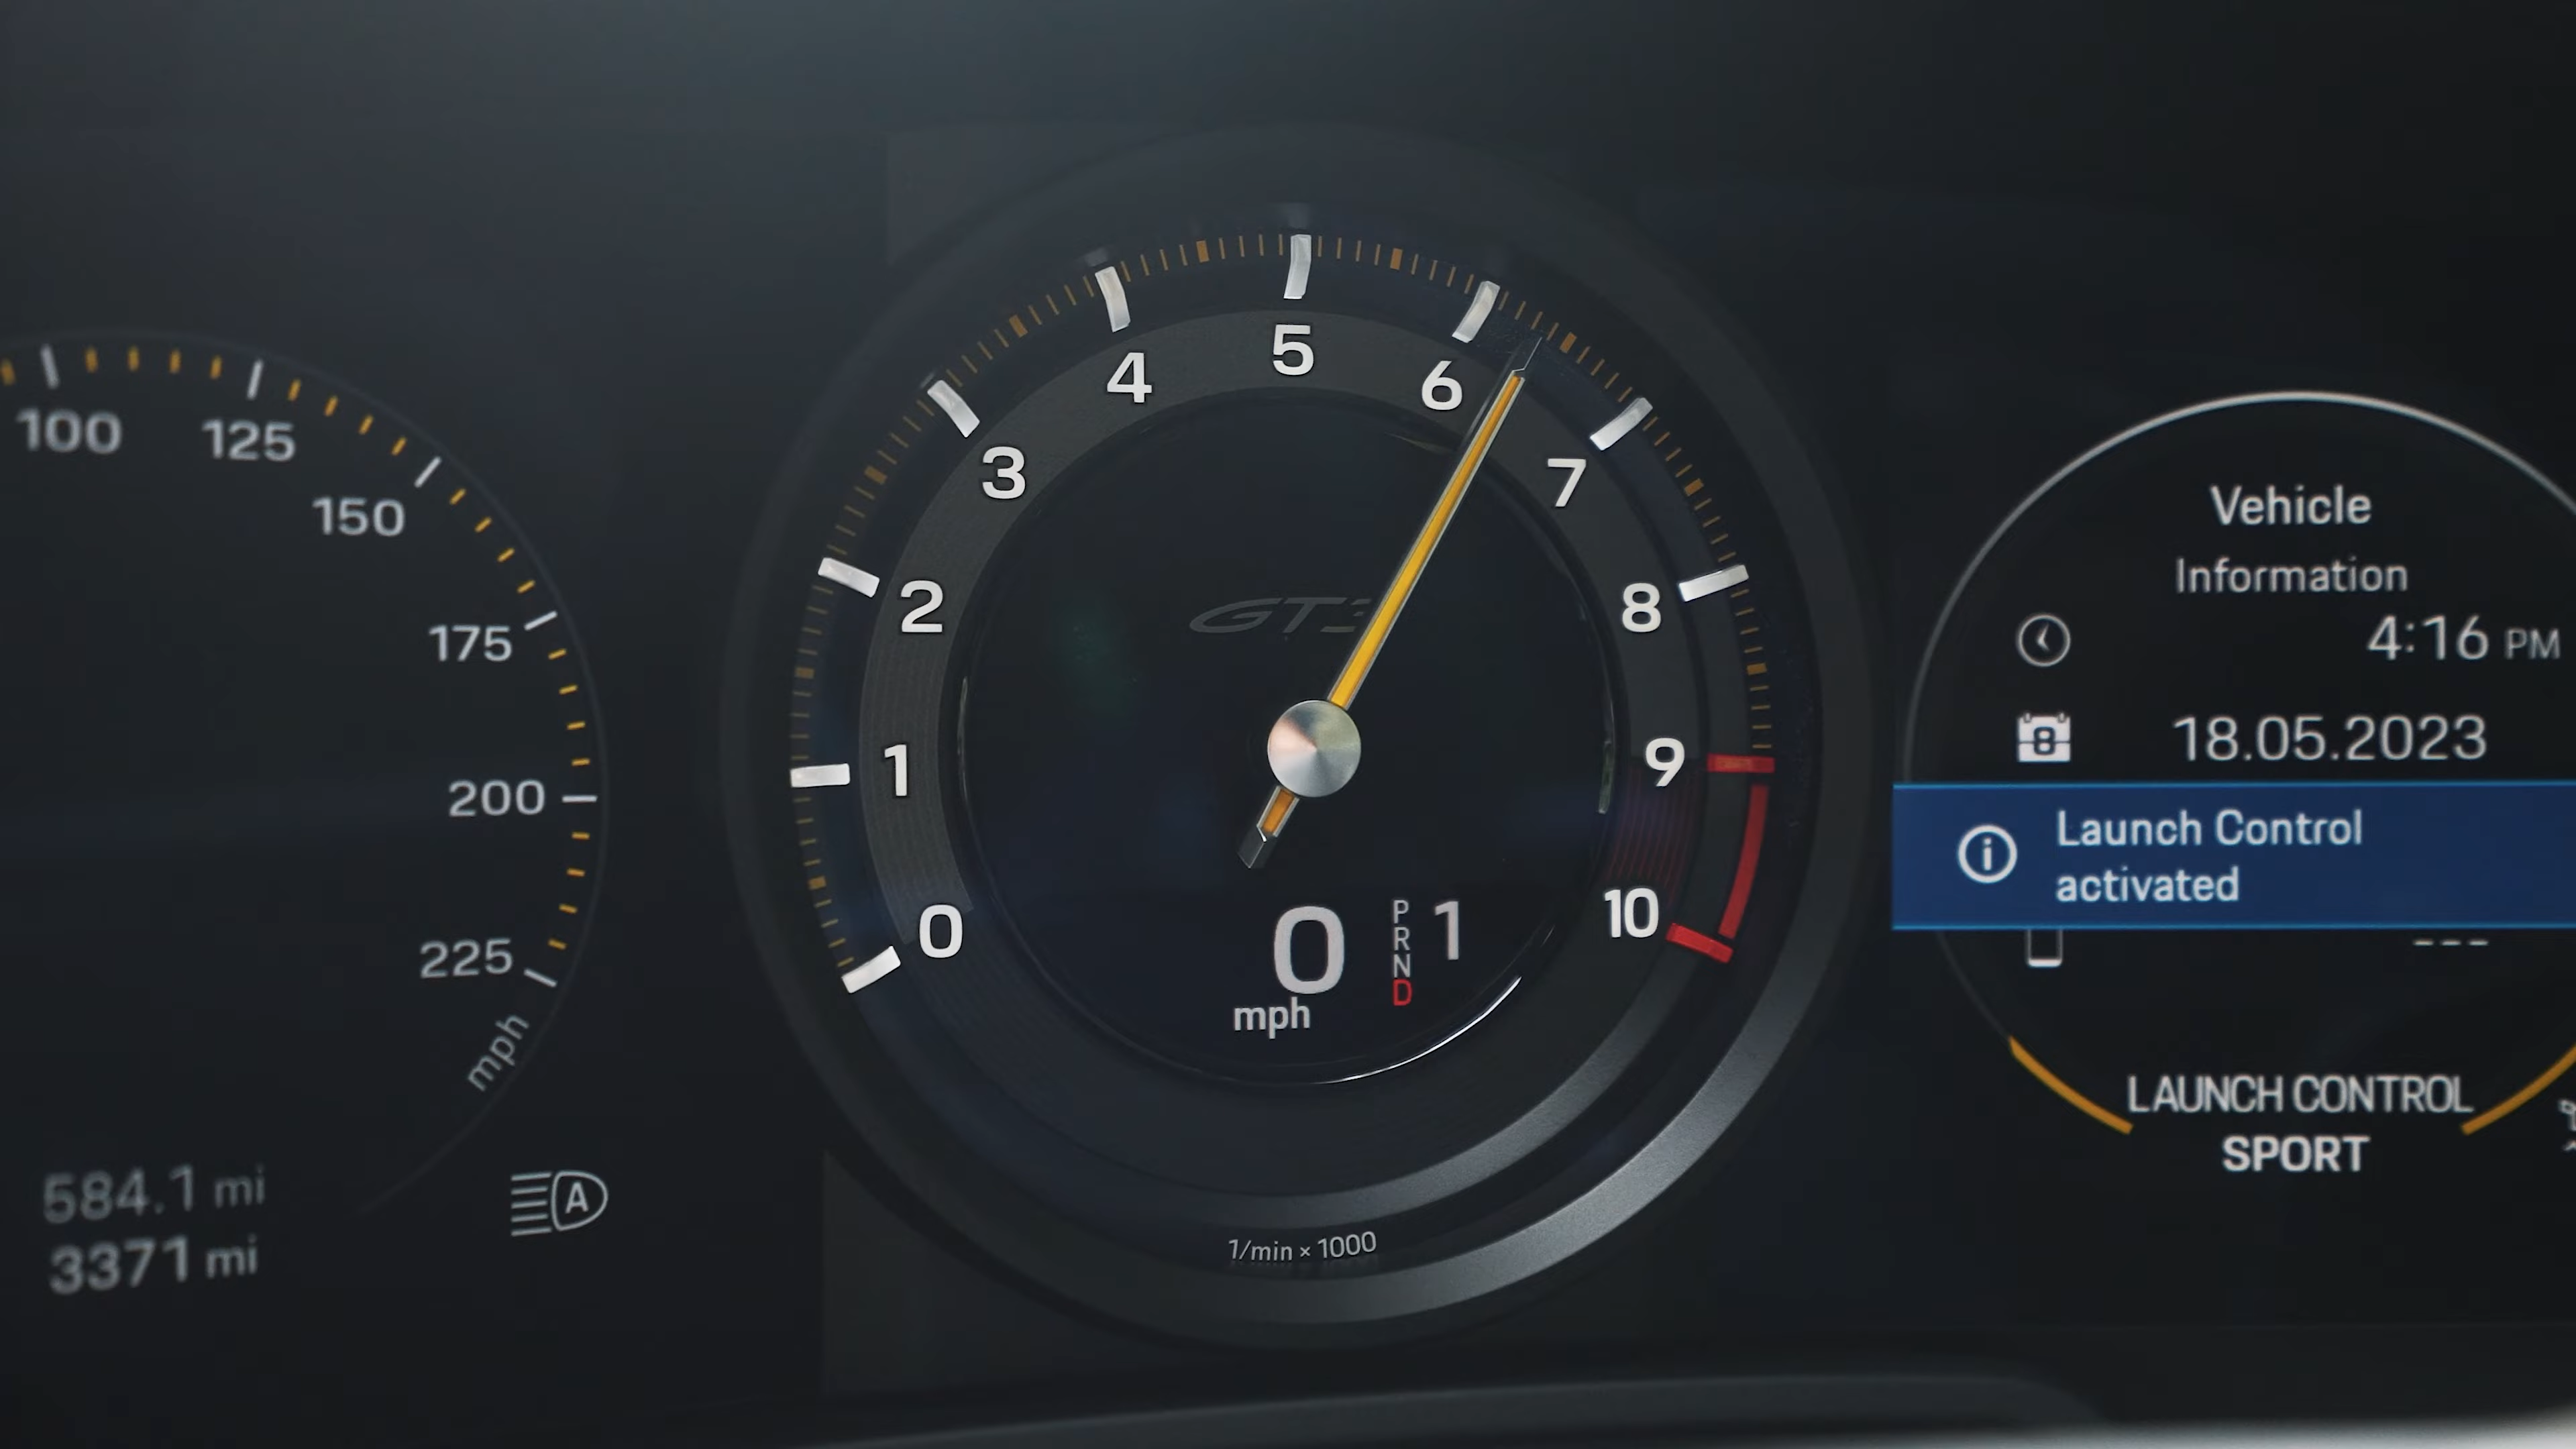 100
125
150
175
200
225
mph
584.1 mi
3371 mi
A
0
1
2
3
4
5
6
7
8
9
10
GT3
0
mph
P
R
N
D
1
1/min × 1000
Vehicle
Information
4:16 PM
8
18.05.2023
i
Launch Control
activated
---
LAUNCH CONTROL
SPORT